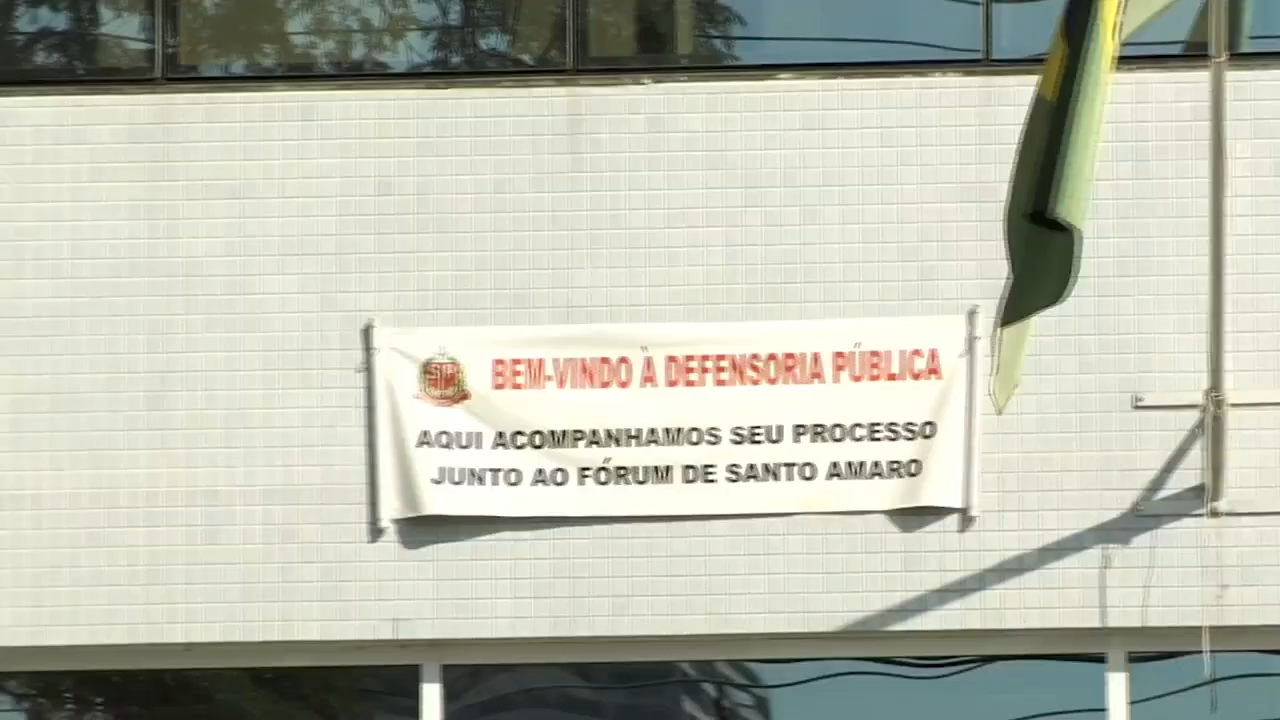 BEM-VINDO À DEFENSORIA PÚBLICA
AQUI ACOMPANHAMOS SEU PROCESSO
JUNTO AO FÓRUM DE SANTO AMARO